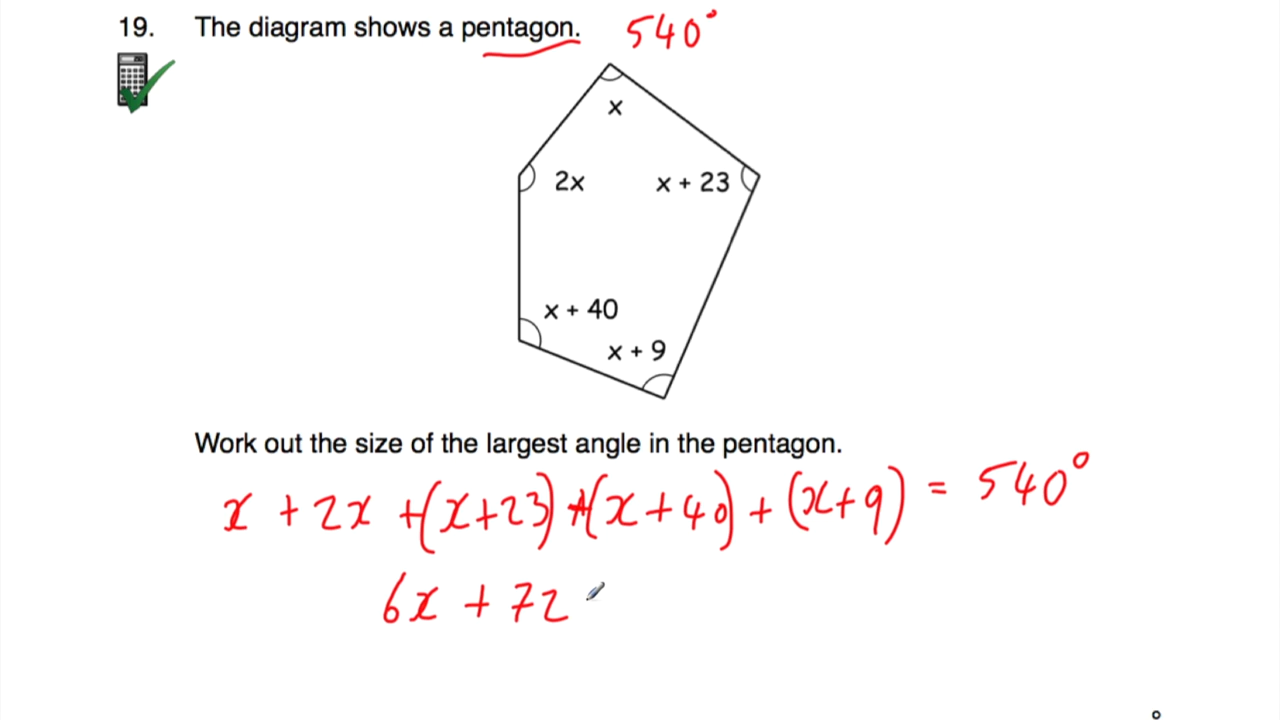 19. The diagram shows a pentagon. 540°
x
2x x + 23
x + 40
x + 9
Work out the size of the largest angle in the pentagon.
x + 2x + (x+23) + (x+40) + (x+9) = 540°
6x + 72
°